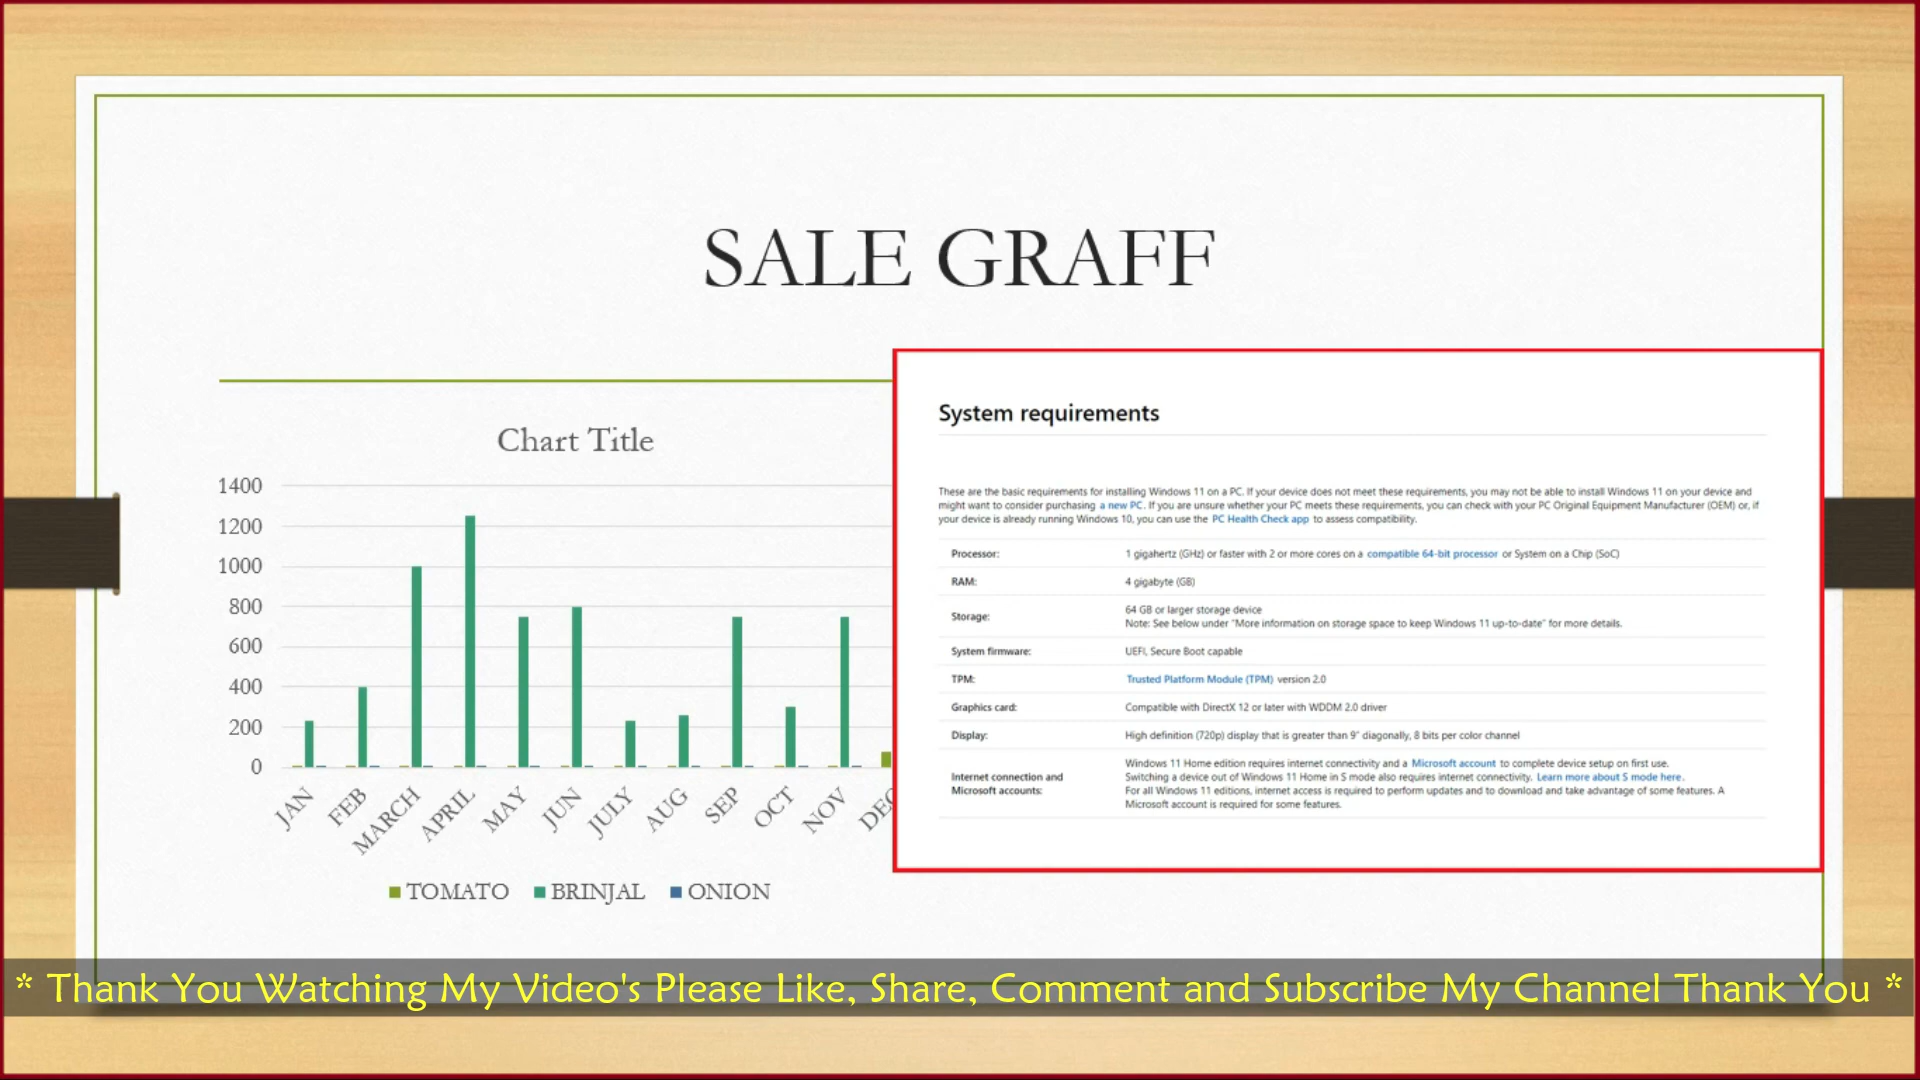 SALE GRAFF
Chart Title
1400
1200
1000
800
600
400
200
0
JAN
FEB
MARCH
APRIL
MAY
JUN
JULY
AUG
SEP
OCT
NOV
DEC
TOMATO BRINJAL ONION
System requirements
These are the basic requirements for installing Windows 11 on a PC. If your device does not meet these requirements, you may not be able to install Windows 11 on your device and
might want to consider purchasing a new PC. If you are unsure whether your PC meets these requirements, you can check with your PC Original Equipment Manufacturer (OEM) or, if
your device is already running Windows 10, you can use the PC Health Check app to assess compatibility.
Processor: 1 gigahertz (GHz) or faster with 2 or more cores on a compatible 64-bit processor or System on a Chip (SoC)
RAM: 4 gigabyte (GB)
Storage: 64 GB or larger storage device
Note: See below under "More information on storage space to keep Windows 11 up-to-date" for more details.
System firmware: UEFI, Secure Boot capable
TPM: Trusted Platform Module (TPM) version 2.0
Graphics card: Compatible with DirectX 12 or later with WDDM 2.0 driver
Display: High definition (720p) display that is greater than 9" diagonally, 8 bits per color channel
Internet connection and
Microsoft accounts:
Windows 11 Home edition requires internet connectivity and a Microsoft account to complete device setup on first use.
Switching a device out of Windows 11 Home in S mode also requires internet connectivity. Learn more about S mode here.
For all Windows 11 editions, internet access is required to perform updates and to download and take advantage of some features. A
Microsoft account is required for some features.
* Thank You Watching My Video's Please Like, Share, Comment and Subscribe My Channel Thank You *